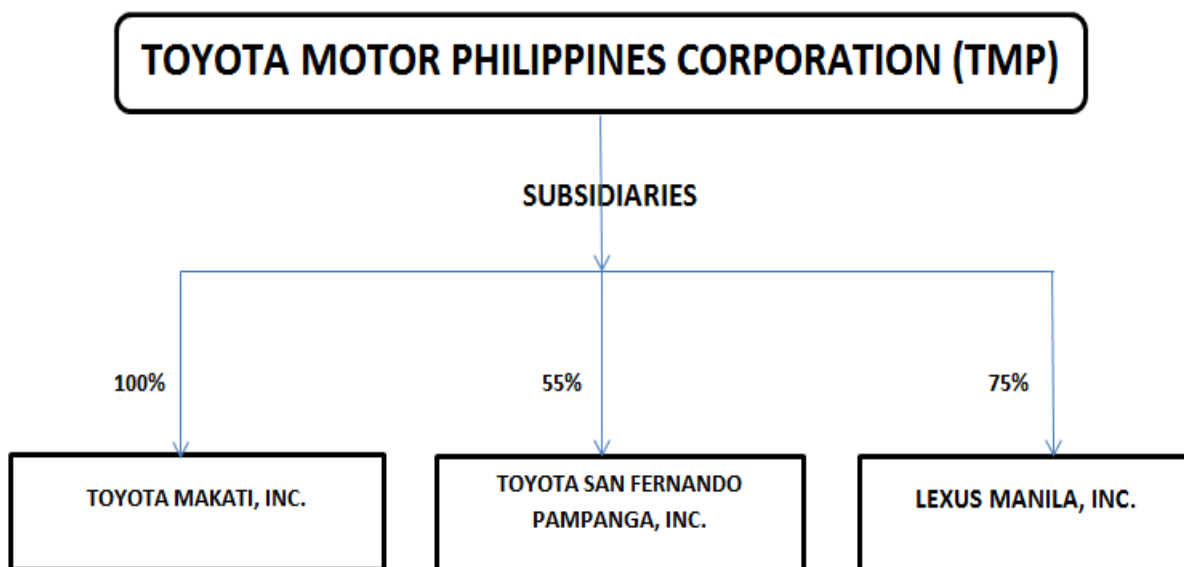 TOYOTA MOTOR PHILIPPINES CORPORATION (TMP)
SUBSIDIARIES
100%
55%
75%
TOYOTA MAKATI, INC.
TOYOTA SAN FERNANDO
PAMPANGA, INC.
LEXUS MANILA, INC.